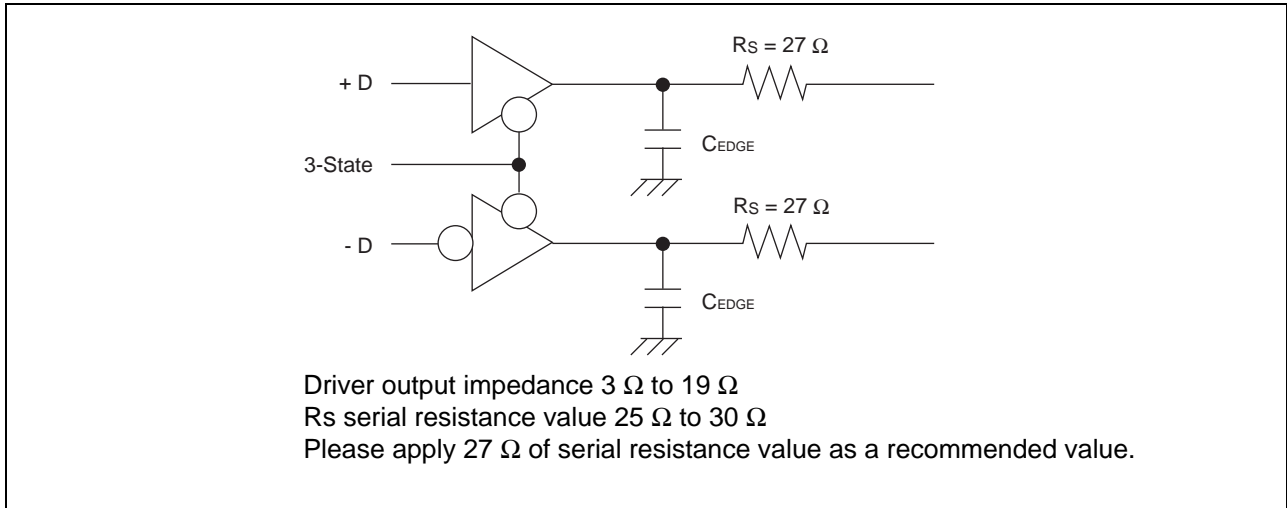 Rs = 27 Ω
+ D
CEDGE
3-State
Rs = 27 Ω
- D
CEDGE
Driver output impedance 3 Ω to 19 Ω
Rs serial resistance value 25 Ω to 30 Ω
Please apply 27 Ω of serial resistance value as a recommended value.